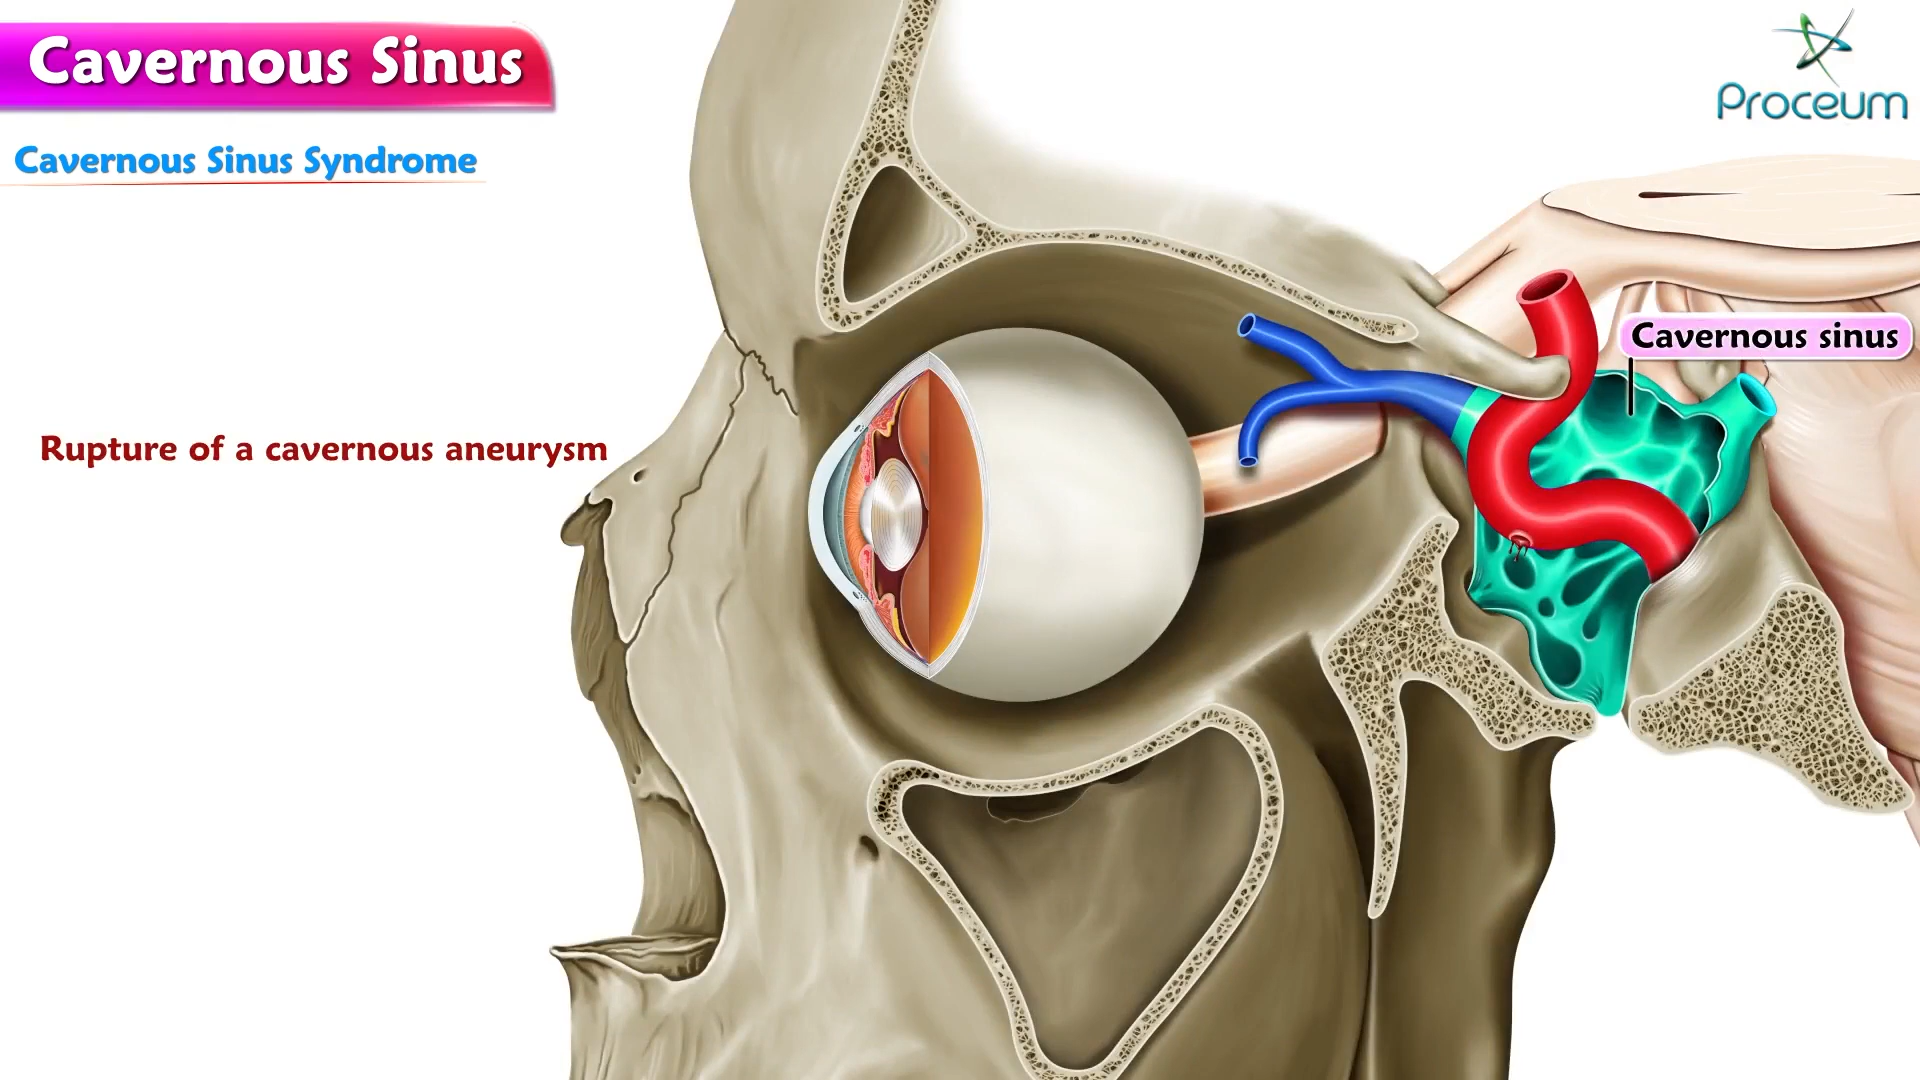 Cavernous Sinus
Proceum
Cavernous Sinus Syndrome
Cavernous sinus
Rupture of a cavernous aneurysm